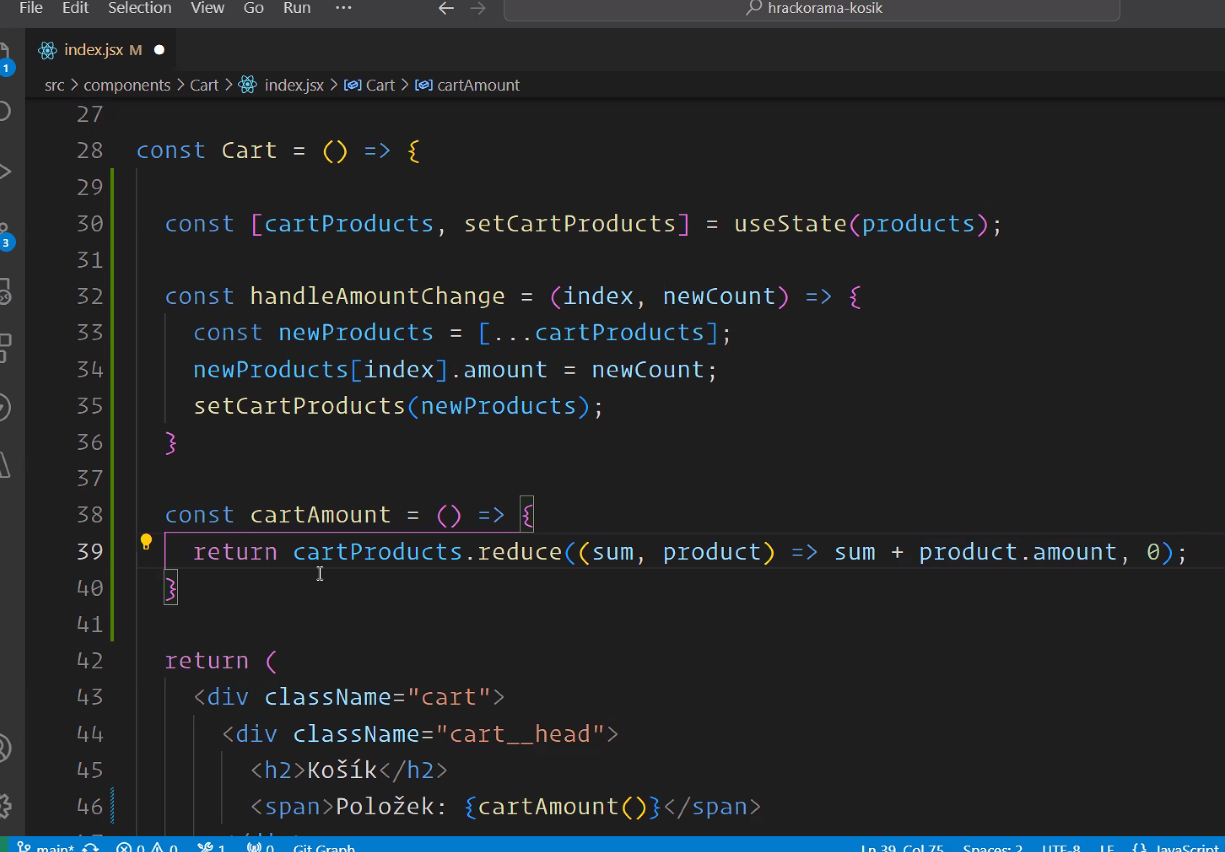 File Edit Selection View Go Run ··· hrackorama-kosik
index.jsx M
src > components > Cart > index.jsx > Cart > cartAmount
27
28 const Cart = () => {
29
30 const [cartProducts, setCartProducts] = useState(products);
31
32 const handleAmountChange = (index, newCount) => {
33 const newProducts = [...cartProducts];
34 newProducts[index].amount = newCount;
35 setCartProducts(newProducts);
36 }
37
38 const cartAmount = () => {
39 return cartProducts.reduce((sum, product) => sum + product.amount, 0);
40 }
41
42 return (
43 <div className="cart">
44 <div className="cart__head">
45 <h2>Košík</h2>
46 <span>Položek: {cartAmount()}</span>
1
3
main* 0 0 1 0 Git Graph Ln 39, Col 75 Spaces: 2 UTF-8 LF {} JavaScript